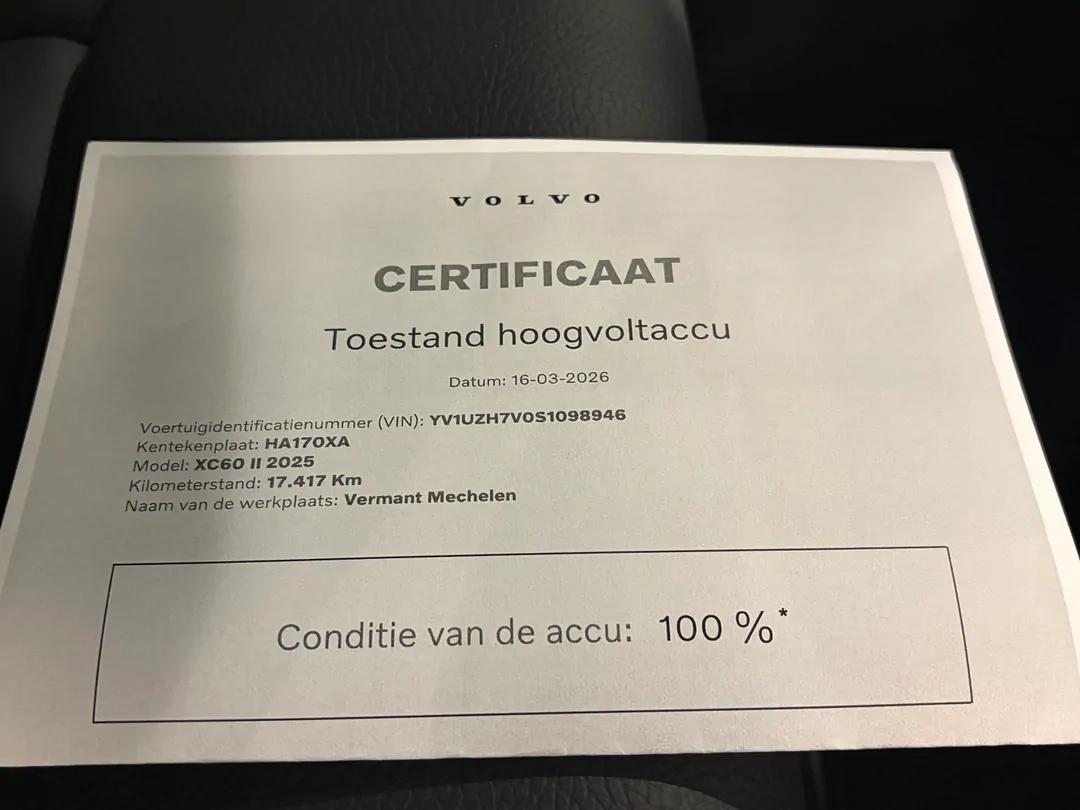 VOLVO
CERTIFICAAT
Toestand hoogvoltaccu
Datum: 16-03-2026
Voertuigidentificatienummer (VIN): YV1UZH7V0S1098946
Kentekenplaat: HA170XA
Model: XC60 II 2025
Kilometerstand: 17.417 Km
Naam van de werkplaats: Vermant Mechelen
Conditie van de accu: 100 %*